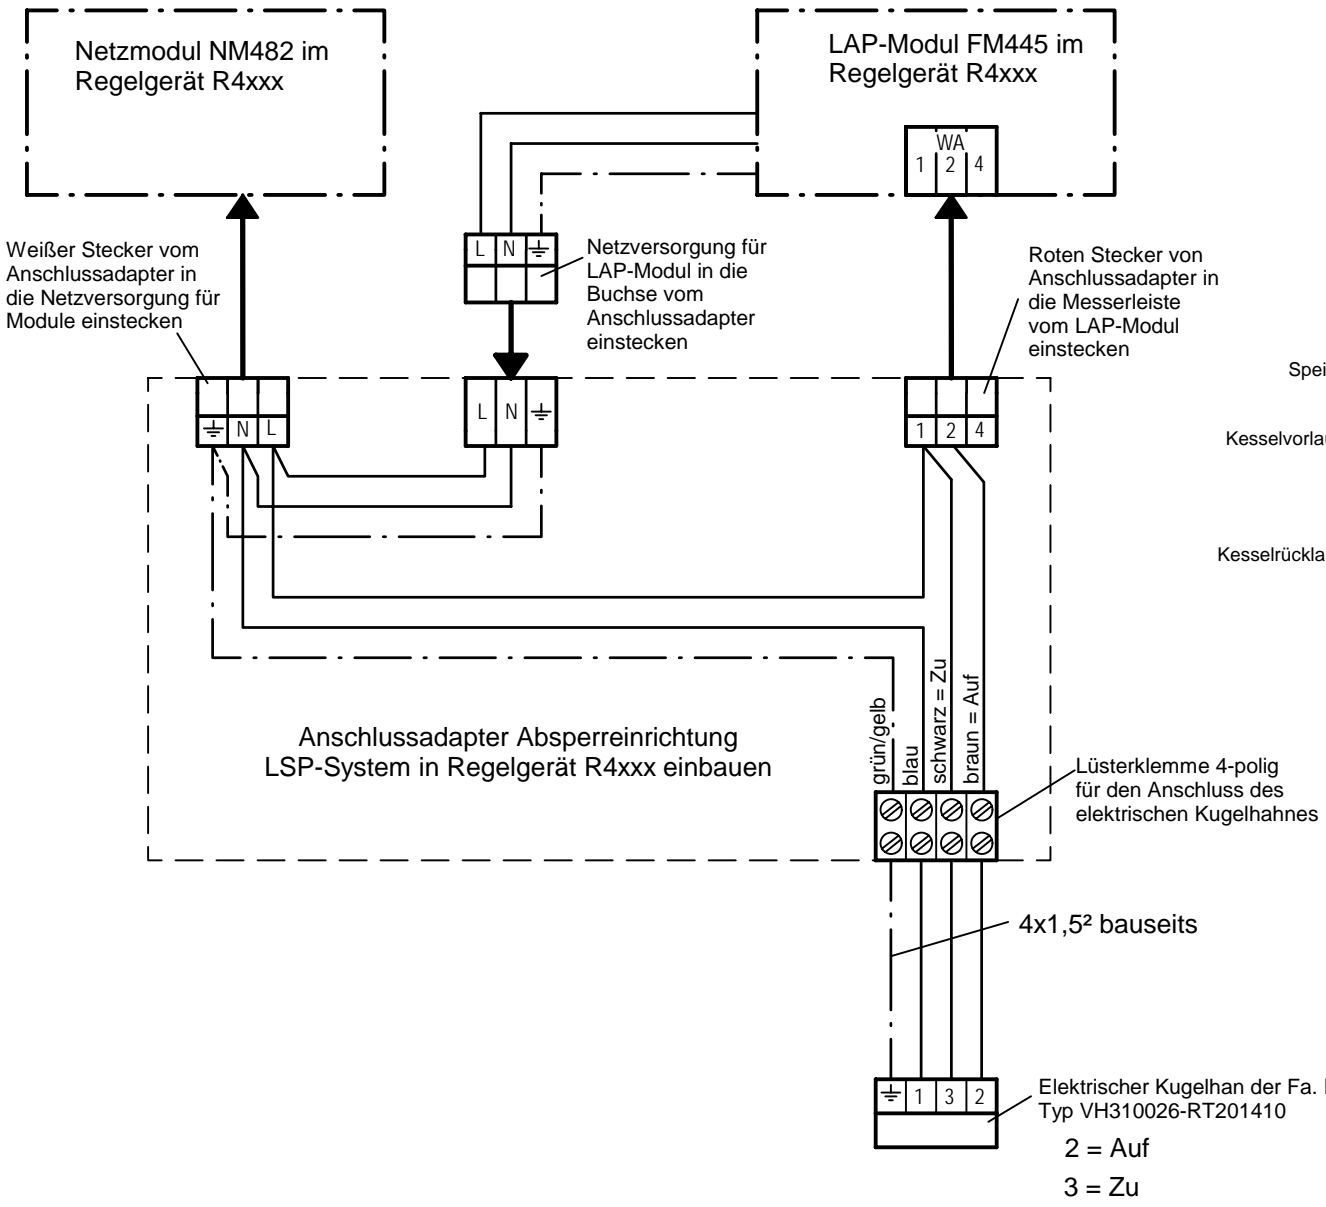 Netzmodul NM482 im
Regelgerät R4xxx
LAP-Modul FM445 im
Regelgerät R4xxx
WA
1 2 4
Weißer Stecker vom
Anschlussadapter in
die Netzversorgung für
Module einstecken
L N
Netzversorgung für
LAP-Modul in die
Buchse vom
Anschlussadapter
einstecken
Roten Stecker von
Anschlussadapter in
die Messerleiste
vom LAP-Modul
einstecken
N L
L N
1 2 4
Spei
Kesselvorlau
Kesselrückla
grün/gelb
blau
schwarz = Zu
braun = Auf
Anschlussadapter Absperreinrichtung
LSP-System in Regelgerät R4xxx einbauen
Lüsterklemme 4-polig
für den Anschluss des
elektrischen Kugelhahnes
4x1,5² bauseits
1 3 2
Elektrischer Kugelhan der Fa.
Typ VH310026-RT201410
2 = Auf
3 = Zu